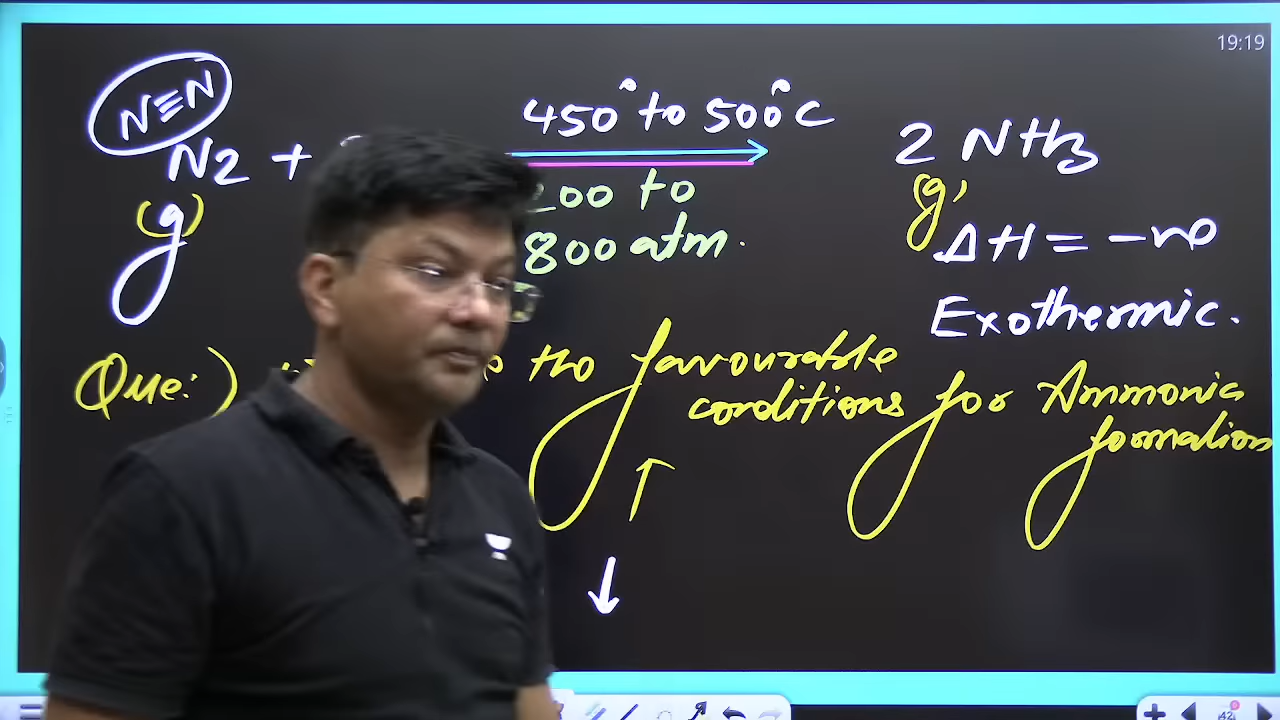 19:19
N≡N
450° to 500°C
N2 +
2 NH3
(g)
(g)
200 to
800 atm.
ΔH = -ve
Exothermic.
Que:) the favourable
conditions for Ammonia
formation
42